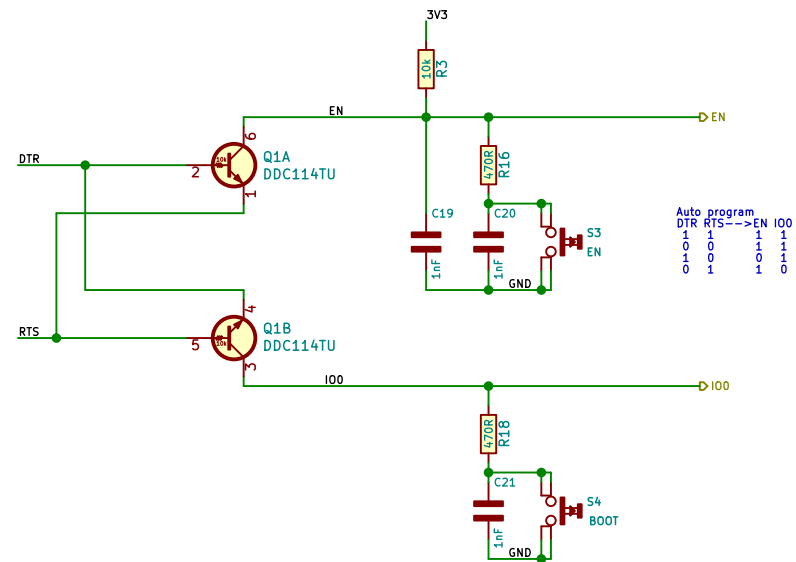 3V3
10k
R3
EN
EN
6
DTR
10k
Q1A
2
DDC114TU
1
470R
R16
C19
C20
S3
EN
1nF
1nF
GND
Auto program
DTR RTS-->EN IO0
1 1 1 1
0 0 1 1
1 0 0 1
0 1 1 0
4
RTS
Q1B
5
10k
DDC114TU
3
IO0
IO0
470R
R18
C21
S4
BOOT
1nF
GND